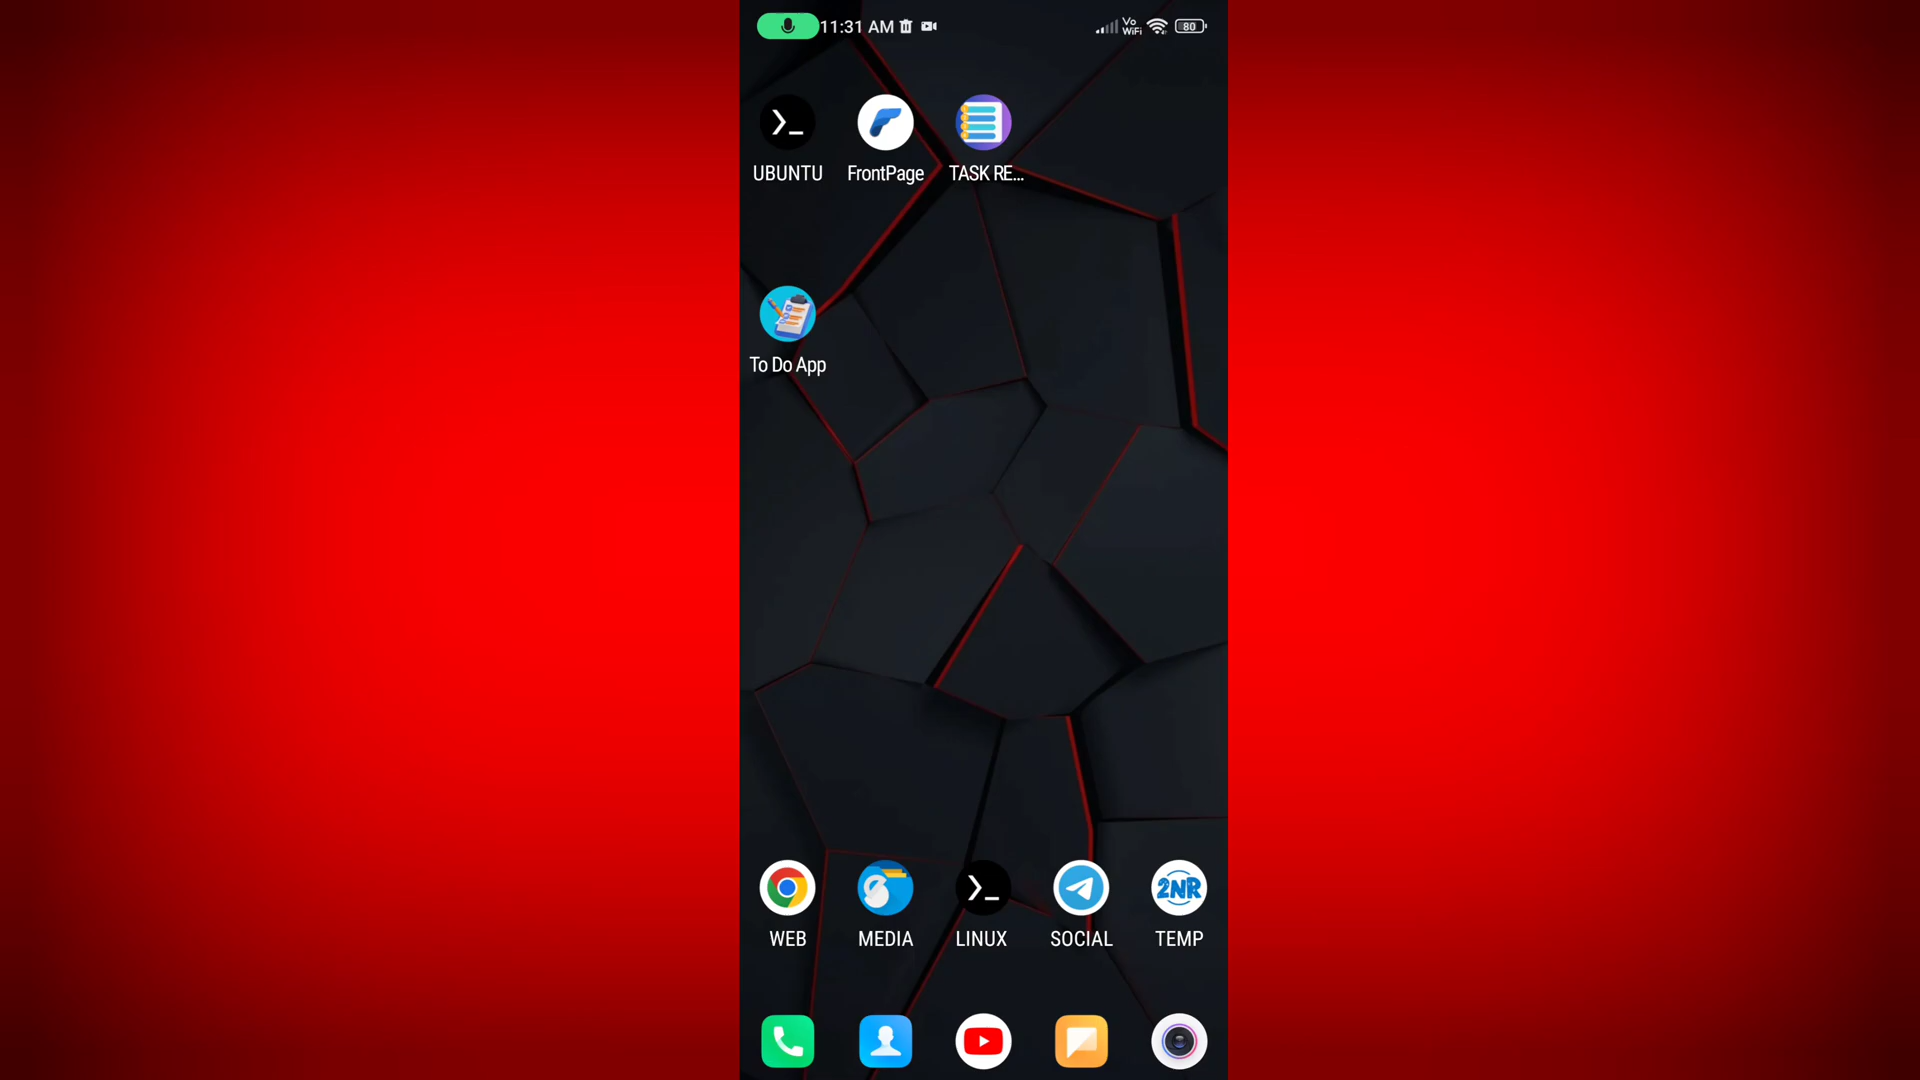 11:31 AM
Vo
WiFi
80
UBUNTU
FrontPage
TASK RE...
To Do App
2NR
WEB
MEDIA
LINUX
SOCIAL
TEMP